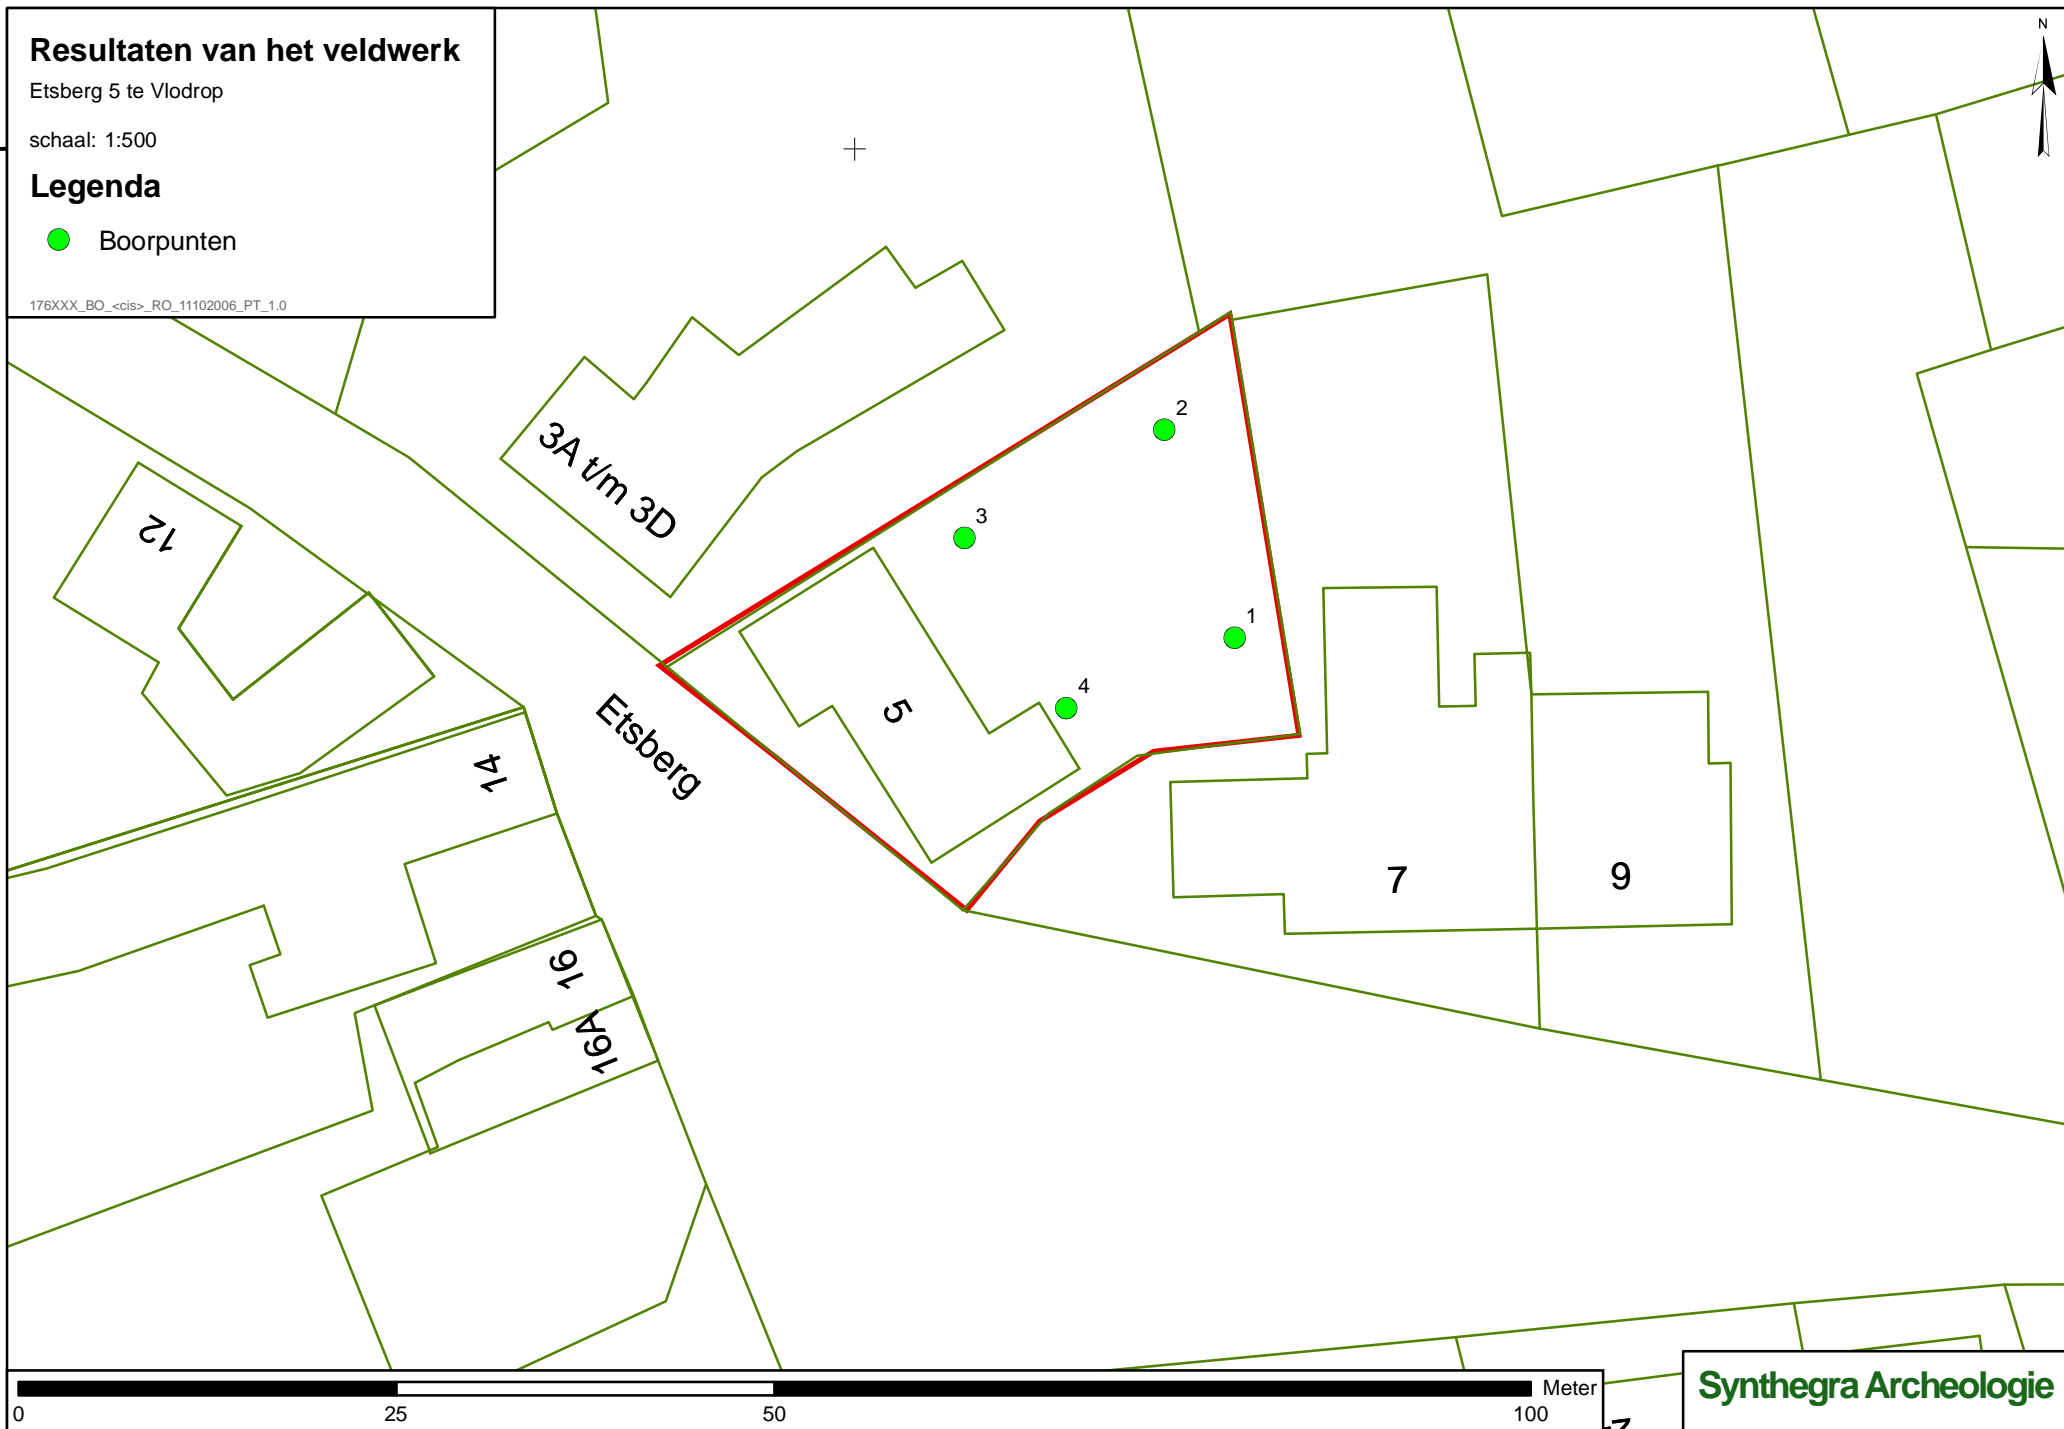 Resultaten van het veldwerk
Etsberg 5 te Vlodrop
schaal: 1:500
Legenda
Boorpunten
176XXX_BO_<cis>_RO_11102006_PT_1.0
N
2
3A t/m 3D
3
12
1
4
5
Etsberg
14
7
9
16
16A
Meter
0
25
50
100
Synthegra Archeologie